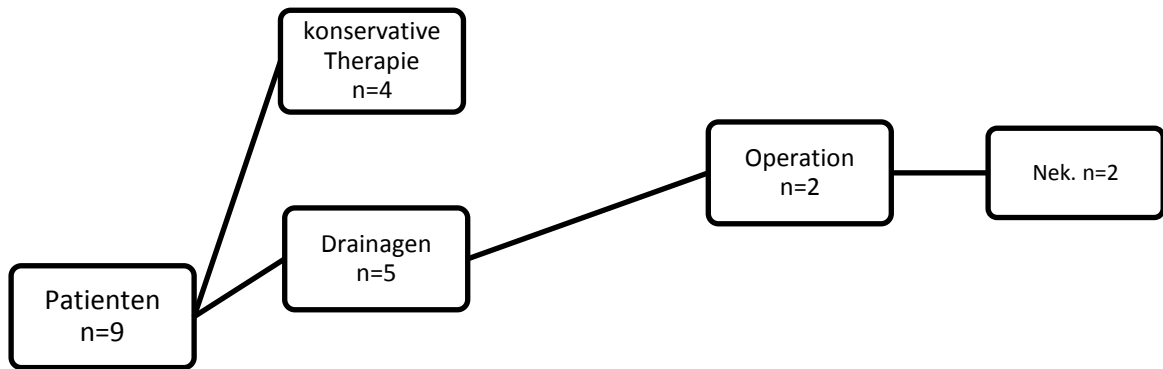 konservative
Therapie
n=4
Patienten
n=9
Drainagen
n=5
Operation
n=2
Nek. n=2